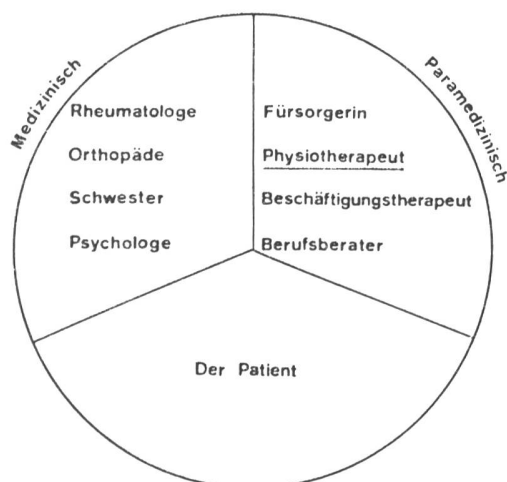 Medizinisch
Paramedizinisch
Rheumatologe
Orthopäde
Schwester
Psychologe
Fürsorgerin
Physiotherapeut
Beschäftigungstherapeut
Berufsberater
Der Patient